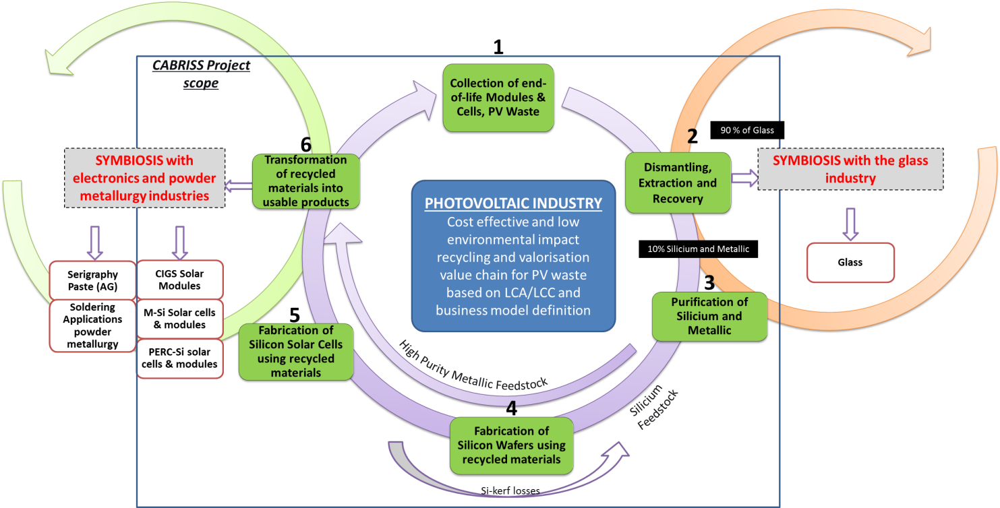 1
CABRISS Project
scope
Collection of end-
of-life Modules &
Cells, PV Waste
90 % of Glass
2
6
Transformation
of recycled
materials into
usable products
SYMBIOSIS with
electronics and powder
metallurgy industries
Dismantling,
Extraction and
Recovery
SYMBIOSIS with the glass
industry
PHOTOVOLTAIC INDUSTRY
Cost effective and low
environmental impact
recycling and valorisation
value chain for PV waste
based on LCA/LCC and
business model definition
10% Silicium and Metallic
Glass
Serigraphy
Paste (AG)
CIGS Solar
Modules
Soldering
Applications
powder
metallurgy
M-Si Solar cells
& modules
PERC-Si solar
cells & modules
3
Purification of
Silicium and
Metallic
5
Fabrication of
Silicon Solar Cells
using recycled
materials
High Purity Metallic Feedstock
Silicium
Feedstock
4
Fabrication of
Silicon Wafers using
recycled materials
Si-kerf losses